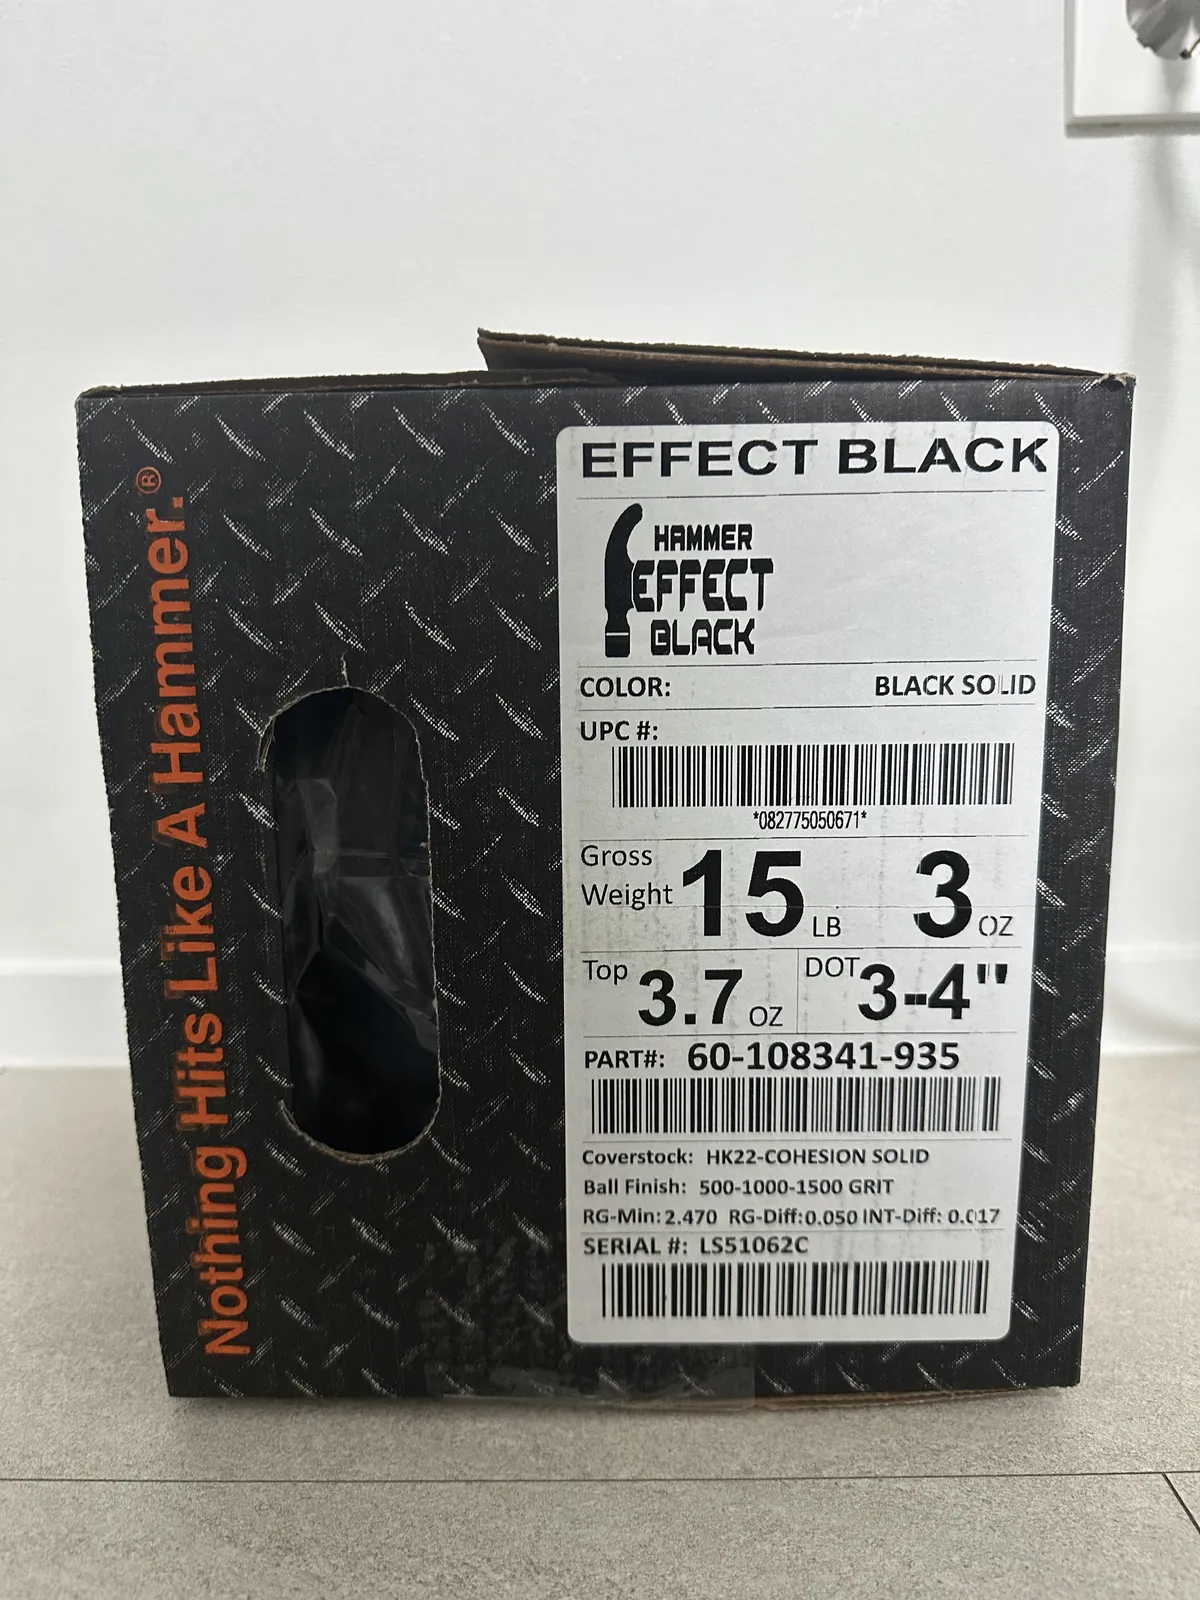 Nothing Hits Like A Hammer.®
EFFECT BLACK
HAMMER
EFFECT
BLACK
COLOR: BLACK SOLID
UPC #:
*082775050671*
Gross Weight 15 LB 3 OZ
Top 3.7 OZ DOT 3-4"
PART#: 60-108341-935
Coverstock: HK22-COHESION SOLID
Ball Finish: 500-1000-1500 GRIT
RG-Min: 2.470 RG-Diff: 0.050 INT-Diff: 0.017
SERIAL #: LS51062C